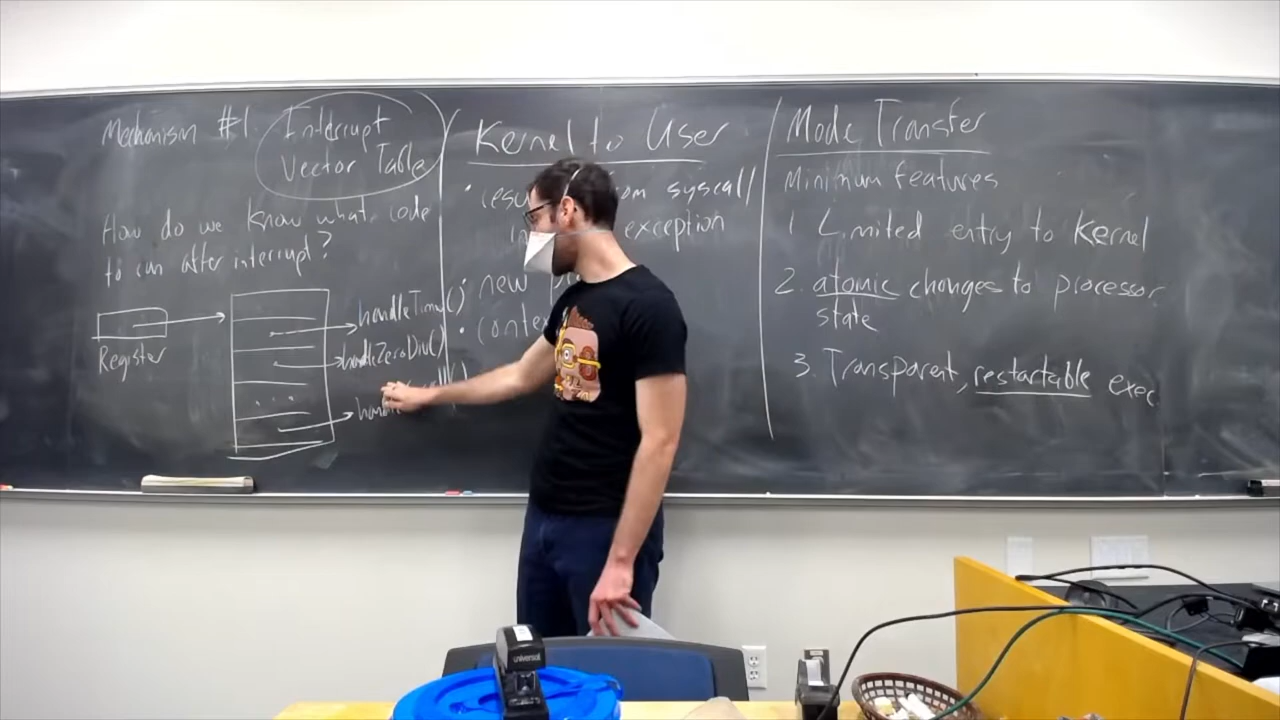 Mechanism #1. Interrupt
Vector Table
How do we know what code
to run after interrupt?
Register
handleTimer()
handleZeroDiv()
Kernel to User
syscall/
exception
new
Mode Transfer
Minimum features
1 Limited entry to Kernel
2. atomic changes to processor
state
3. Transparent, restartable exec
universal